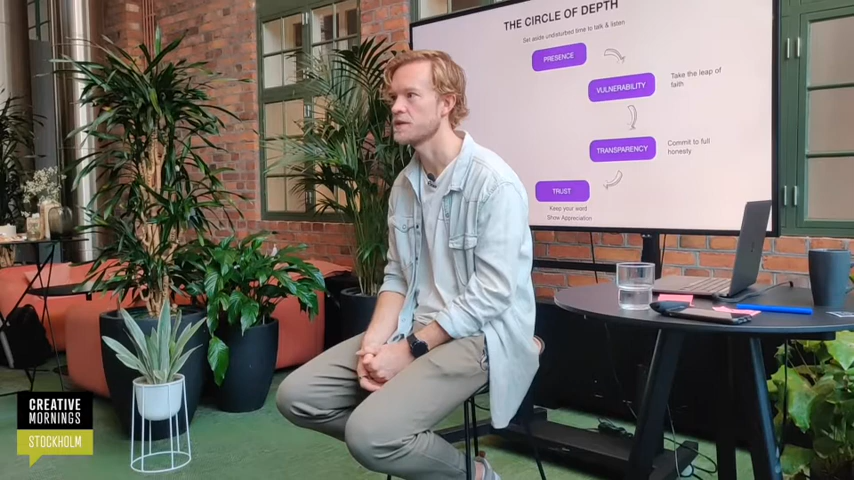 THE CIRCLE OF DEPTH
Set aside undisturbed time to talk & listen
PRESENCE
VULNERABILITY
Take the leap of
faith
TRANSPARENCY
Commit to full
honesty
TRUST
Keep your word
Show Appreciation
CREATIVE
MORNINGS
STOCKHOLM